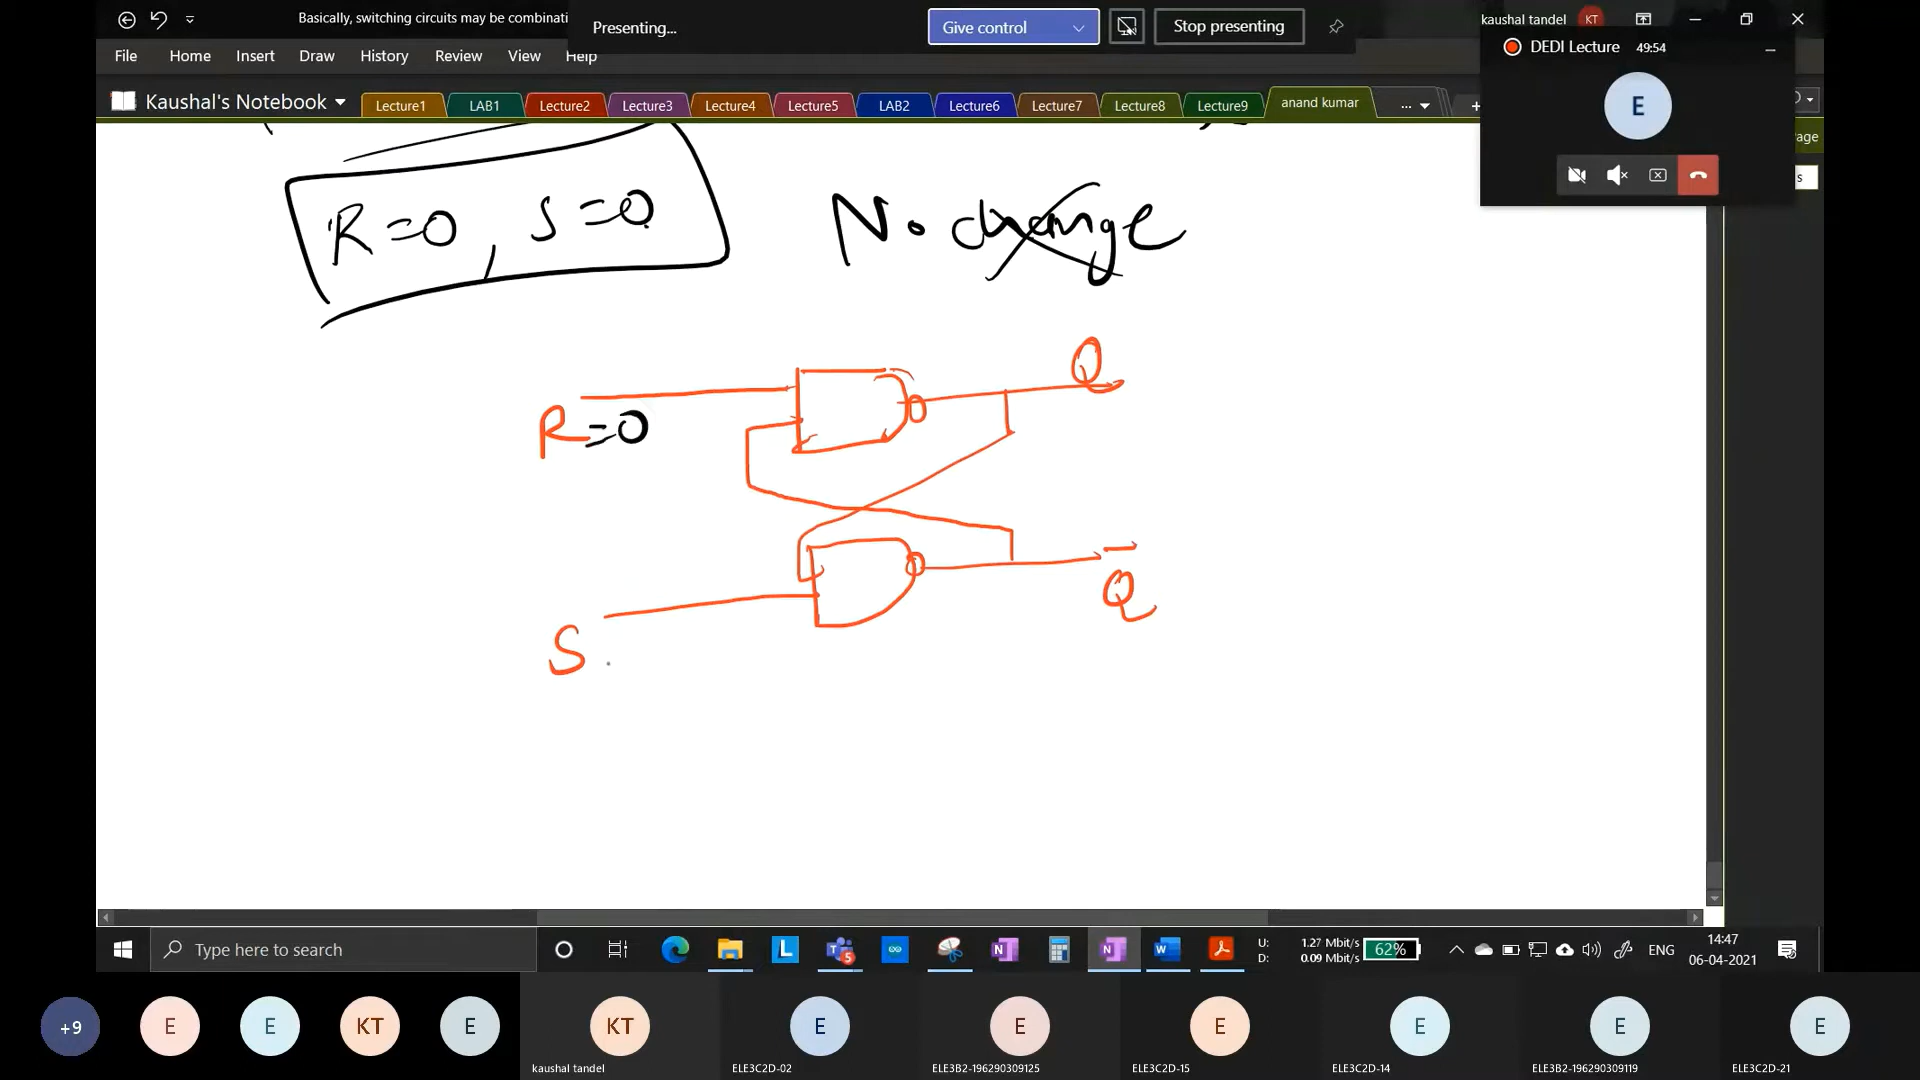 Basically, switching circuits may be combinati
Presenting...
Give control
Stop presenting
kaushal tandel
KT
DEDI Lecture 49:54
E
File Home Insert Draw History Review View Help
Kaushal's Notebook
Lecture1 LAB1 Lecture2 Lecture3 Lecture4 Lecture5 LAB2 Lecture6 Lecture7 Lecture8 Lecture9 anand kumar ... +
age
s
R=0, S=0
No change
Q
R=0
Q̅
S
Type here to search
U: 1.27 Mbit/s
D: 0.09 Mbit/s
62%
ENG
14:47
06-04-2021
+9 E E KT E KT E E E E E E
kaushal tandel ELE3C2D-02 ELE3B2-196290309125 ELE3C2D-15 ELE3C2D-14 ELE3B2-196290309119 ELE3C2D-21